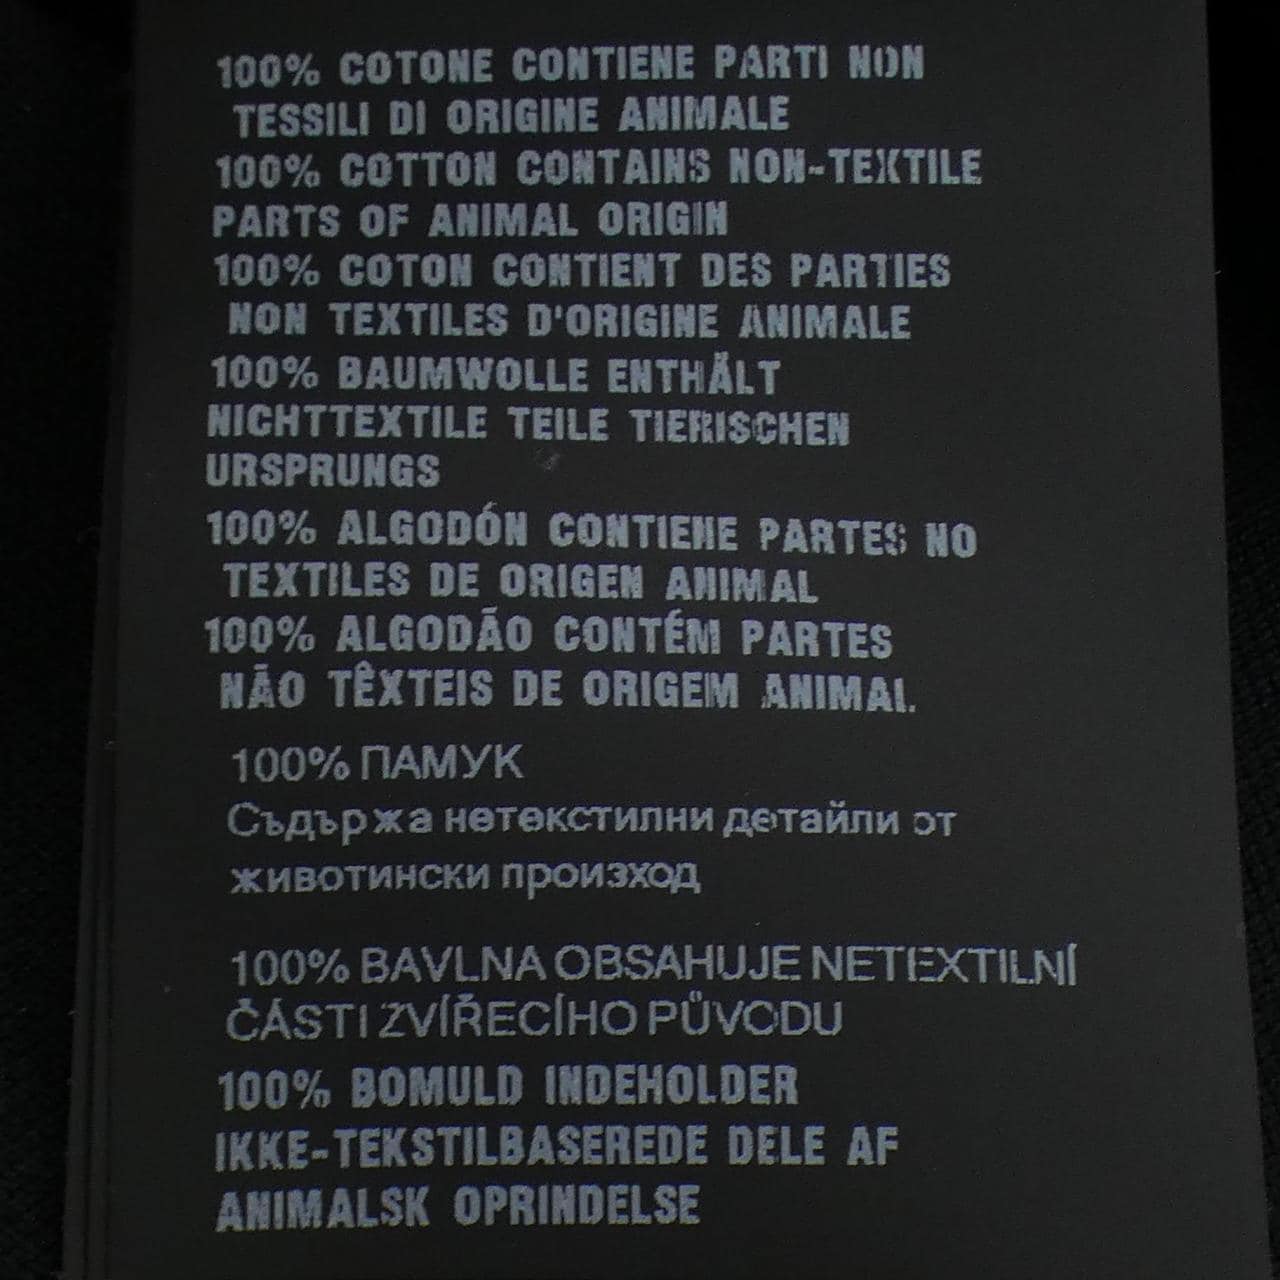 100% COTONE CONTIENE PARTI NON
TESSILI DI ORIGINE ANIMALE
100% COTTON CONTAINS NON-TEXTILE
PARTS OF ANIMAL ORIGIN
100% COTON CONTIENT DES PARTIES
NON TEXTILES D'ORIGINE ANIMALE
100% BAUMWOLLE ENTHÄLT
NICHTTEXTILE TEILE TIERISCHEN
URSPRUNGS
100% ALGODÓN CONTIENE PARTES NO
TEXTILES DE ORIGEN ANIMAL
100% ALGODÃO CONTÉM PARTES
NÃO TÊXTEIS DE ORIGEM ANIMAL
100% ПАМУК
Съдържа нетекстилни детайли от
животински произход
100% BAVLNA OBSAHUJE NETEXTILNÍ
ČÁSTI ZVÍŘECÍHO PŮVODU
100% BOMULD INDEHOLDER
IKKE-TEKSTILBASEREDE DELE AF
ANIMALSK OPRINDELSE